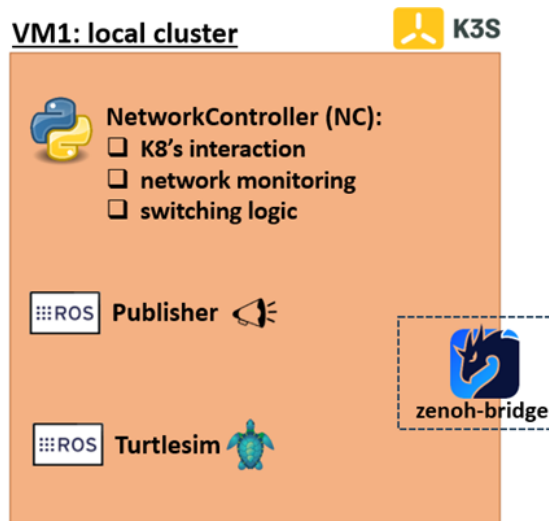 VM1: local cluster
K3S
NetworkController (NC):
K8's interaction
network monitoring
switching logic
ROS Publisher
zenoh-bridge
ROS Turtlesim